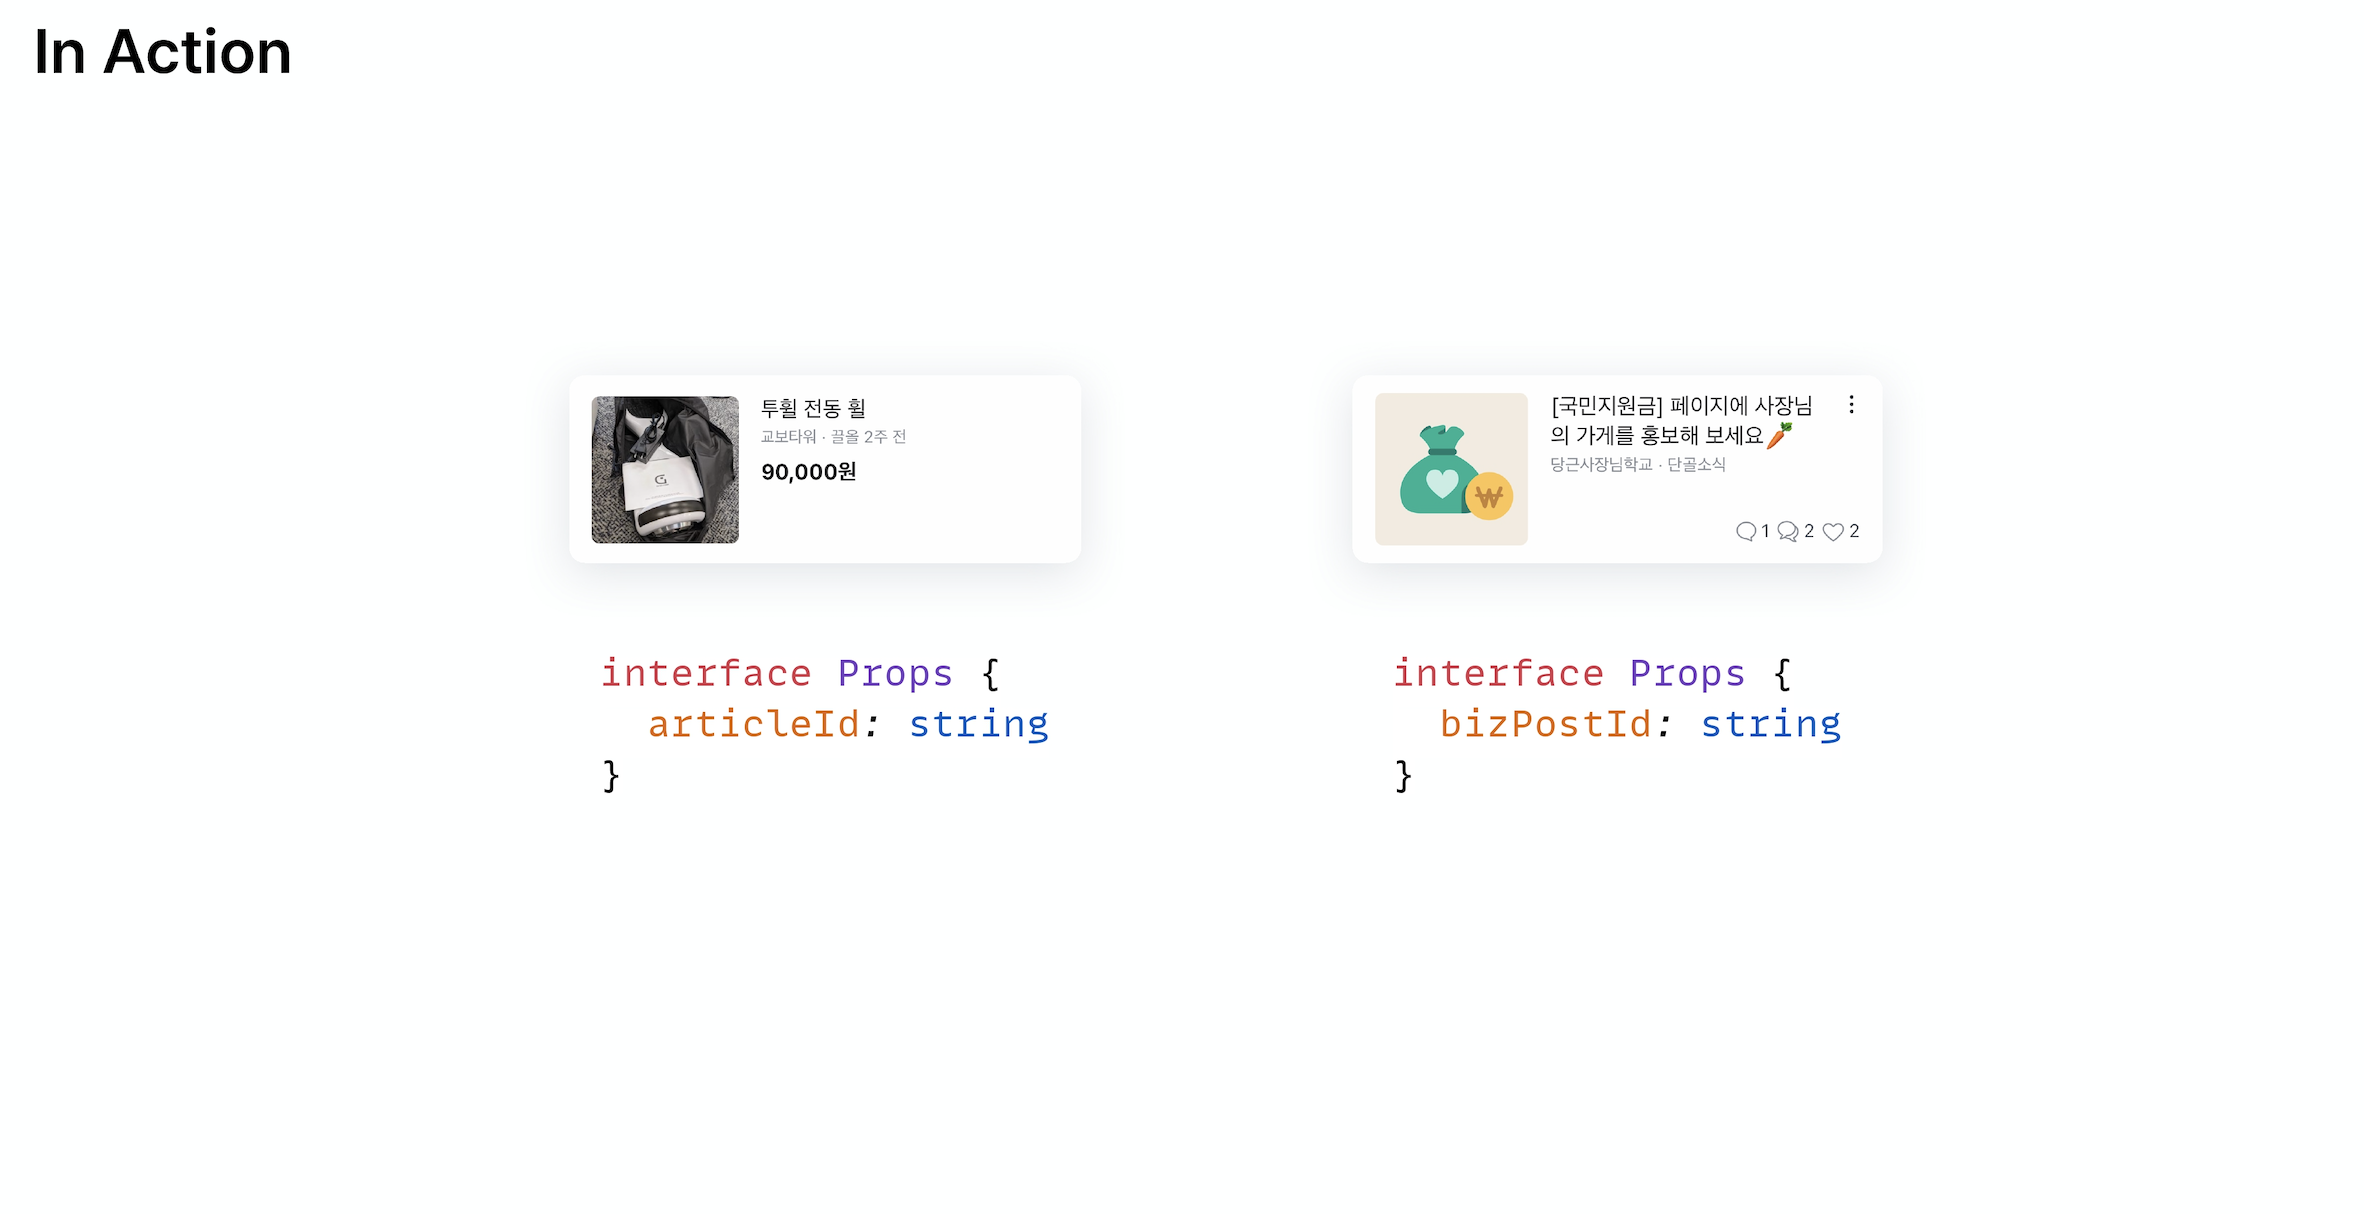 In Action
투휠 전동 휠
교보타워 · 끌올 2주 전
90,000원
interface Props {
articleId: string
}
[국민지원금] 페이지에 사장님
의 가게를 홍보해 보세요🥕
당근사장님학교 · 단골소식
1 2 2
interface Props {
bizPostId: string
}